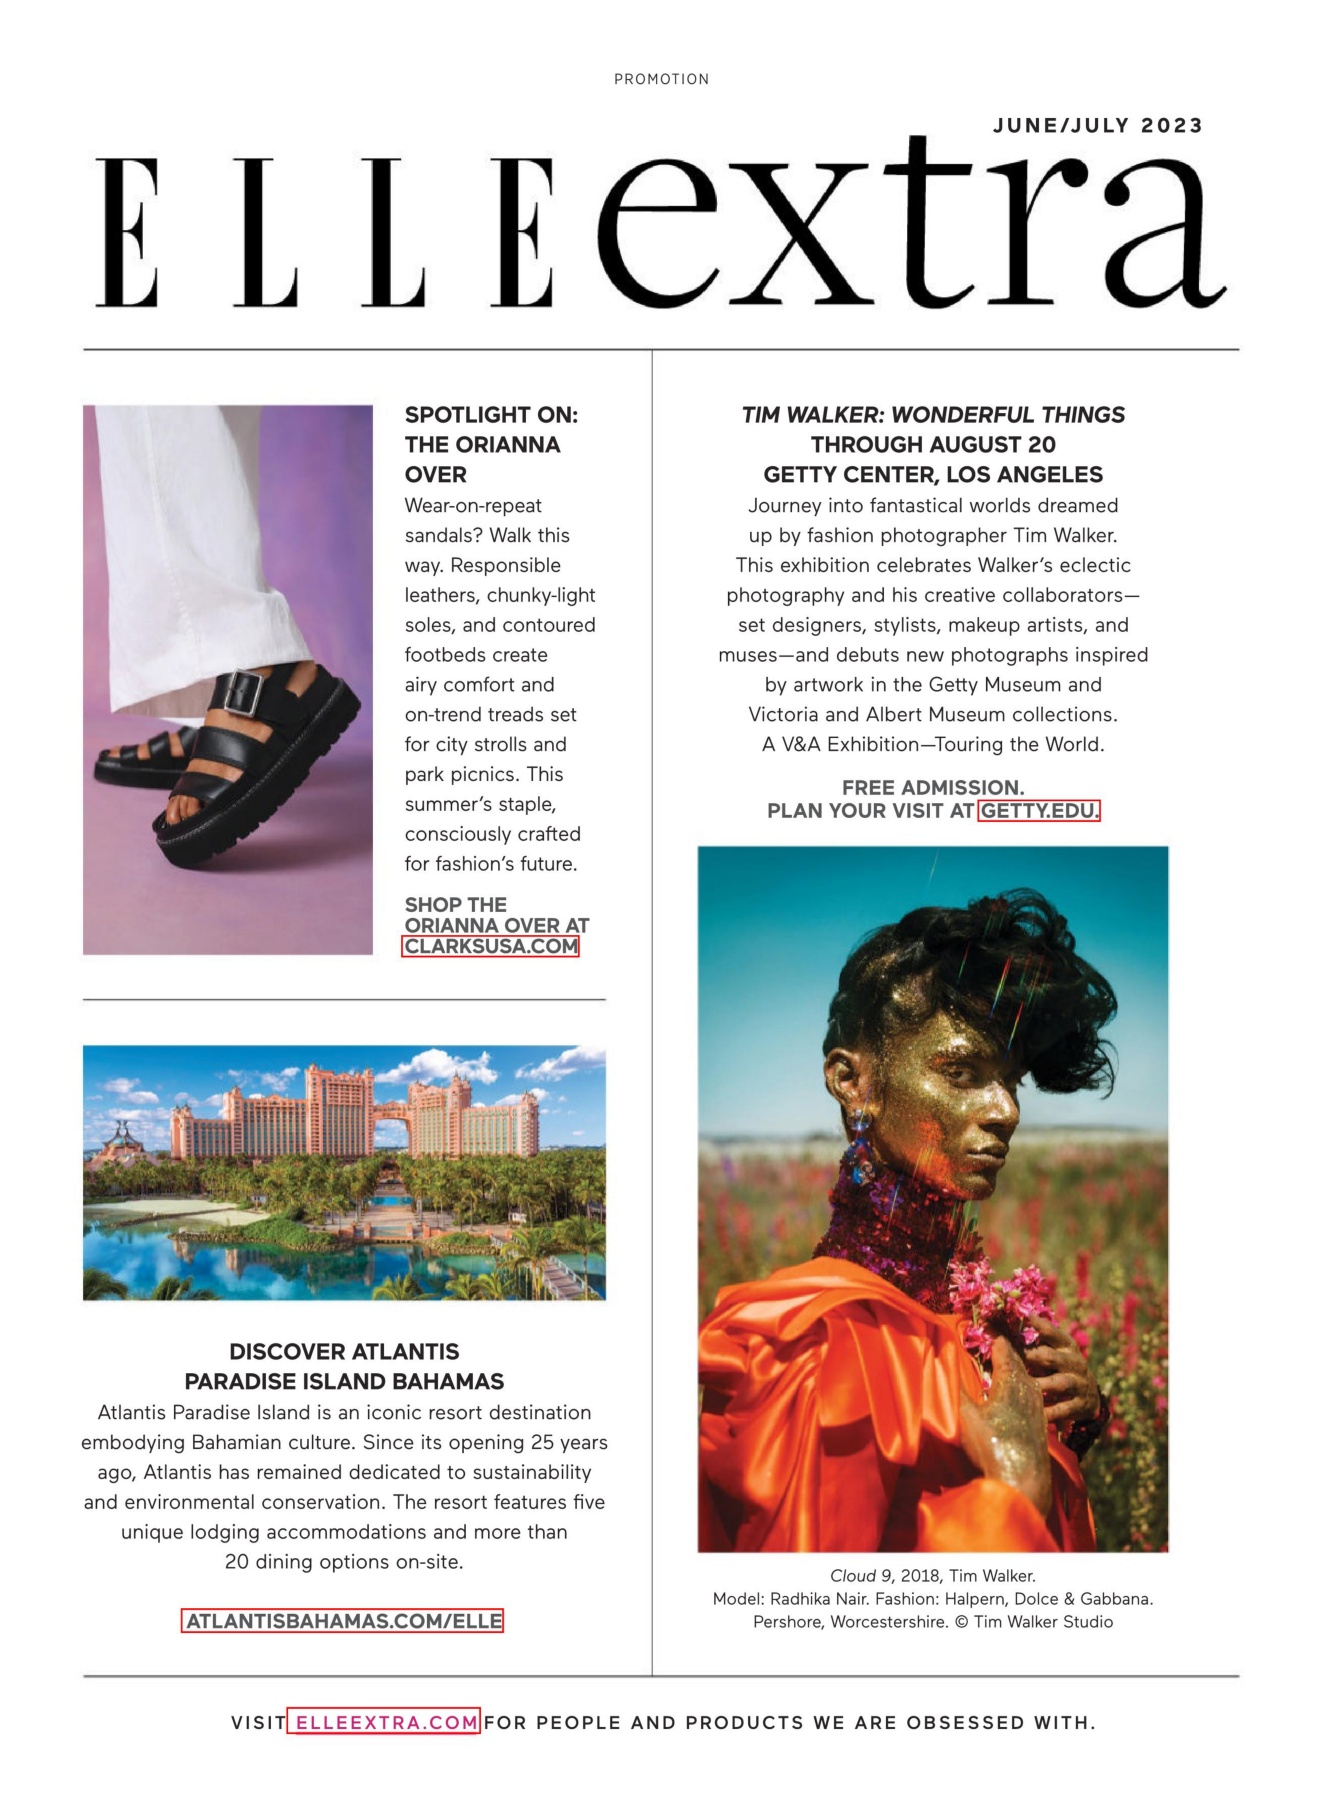 PROMOTION
JUNE/JULY 2023
ELLE extra
SPOTLIGHT ON:
THE ORIANNA
OVER
Wear-on-repeat
sandals? Walk this
way. Responsible
leathers, chunky-light
soles, and contoured
footbeds create
airy comfort and
on-trend treads set
for city strolls and
park picnics. This
summer's staple,
consciously crafted
for fashion's future.
SHOP THE
ORIANNA OVER AT
CLARKSUSA.COM
DISCOVER ATLANTIS
PARADISE ISLAND BAHAMAS
Atlantis Paradise Island is an iconic resort destination
embodying Bahamian culture. Since its opening 25 years
ago, Atlantis has remained dedicated to sustainability
and environmental conservation. The resort features five
unique lodging accommodations and more than
20 dining options on-site.
ATLANTISBAHAMAS.COM/ELLE
TIM WALKER: WONDERFUL THINGS
THROUGH AUGUST 20
GETTY CENTER, LOS ANGELES
Journey into fantastical worlds dreamed
up by fashion photographer Tim Walker.
This exhibition celebrates Walker's eclectic
photography and his creative collaborators—
set designers, stylists, makeup artists, and
muses—and debuts new photographs inspired
by artwork in the Getty Museum and
Victoria and Albert Museum collections.
A V&A Exhibition—Touring the World.
FREE ADMISSION.
PLAN YOUR VISIT AT GETTY.EDU.
Cloud 9, 2018, Tim Walker.
Model: Radhika Nair. Fashion: Halpern, Dolce & Gabbana.
Pershore, Worcestershire. © Tim Walker Studio
VISIT ELLEEXTRA.COM FOR PEOPLE AND PRODUCTS WE ARE OBSESSED WITH.